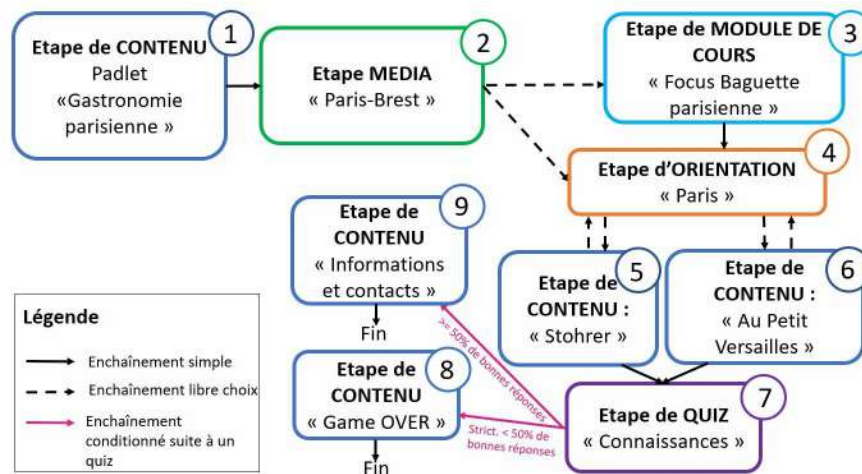 Etape de CONTENU
Padlet
«Gastronomie
parisienne »
1
Etape MEDIA
« Paris-Brest »
2
Etape de MODULE DE
COURS
« Focus Baguette
parisienne »
3
Etape d’ORIENTATION
« Paris »
4
Etape de
CONTENU :
« Stohrer »
5
Etape de
CONTENU :
« Au Petit
Versailles »
6
Etape de QUIZ
« Connaissances »
7
Strict. < 50% de
bonnes réponses
>= 50% de bonnes réponses
Etape de
CONTENU
« Game OVER »
8
Fin
Etape de
CONTENU
« Informations
et contacts »
9
Fin
Légende
Enchaînement simple
Enchaînement libre choix
Enchaînement
conditionné suite à un
quiz